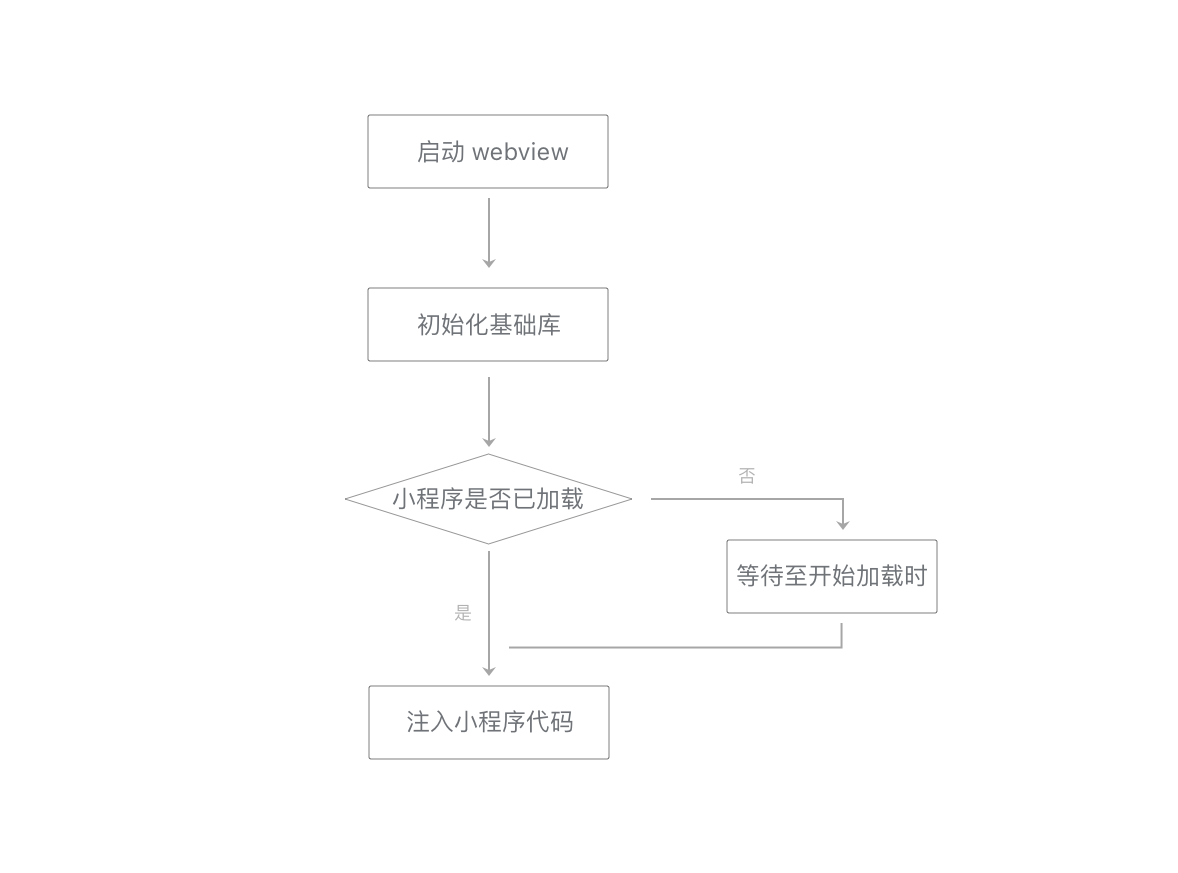 启动 webview
初始化基础库
小程序是否已加载
否
等待至开始加载时
是
注入小程序代码